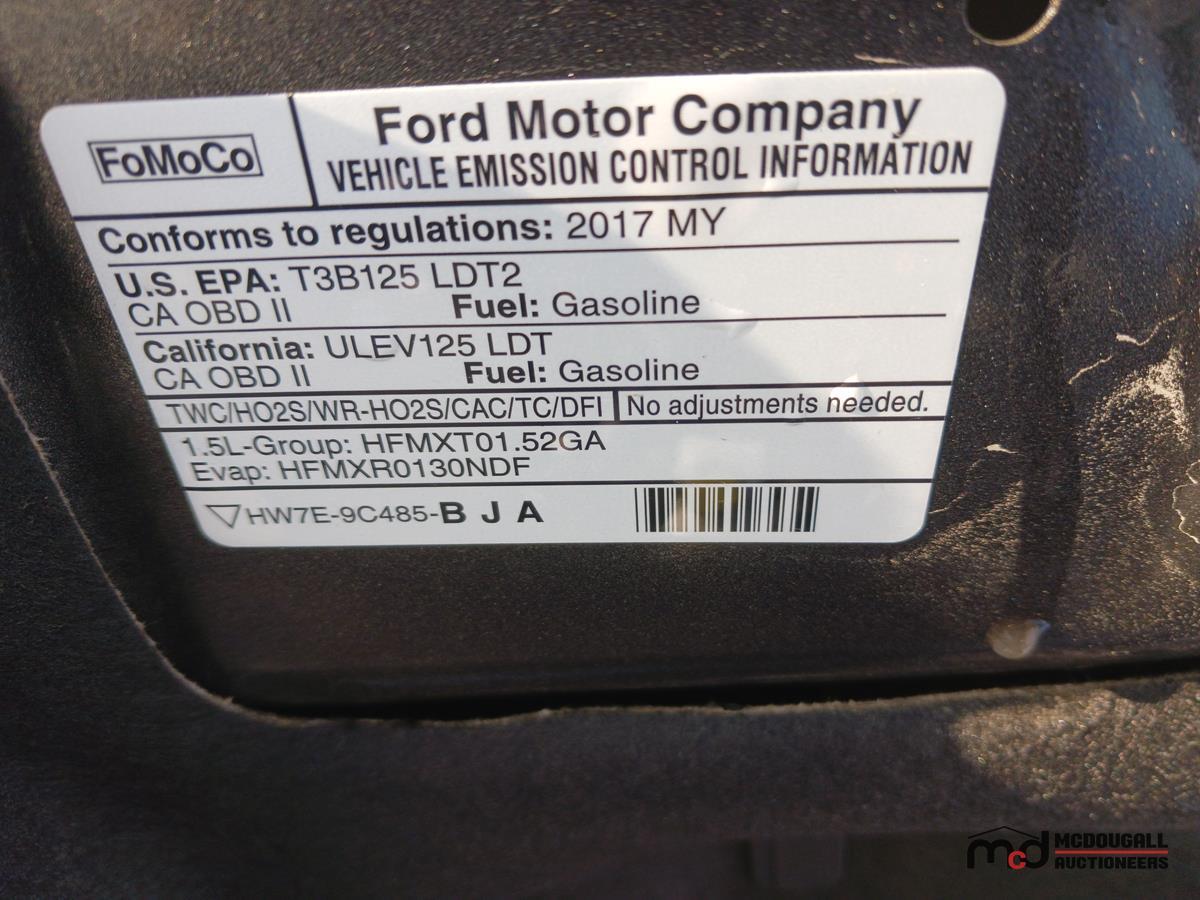 FoMoCo
Ford Motor Company
VEHICLE EMISSION CONTROL INFORMATION
Conforms to regulations: 2017 MY
U.S. EPA: T3B125 LDT2
CA OBD II Fuel: Gasoline
California: ULEV125 LDT
CA OBD II Fuel: Gasoline
TWC/HO2S/WR-HO2S/CAC/TC/DFI No adjustments needed.
1.5L-Group: HFMXT01.52GA
Evap: HFMXR0130NDF
HW7E-9C485-B J A
mcd MCDOUGALL
AUCTIONEERS